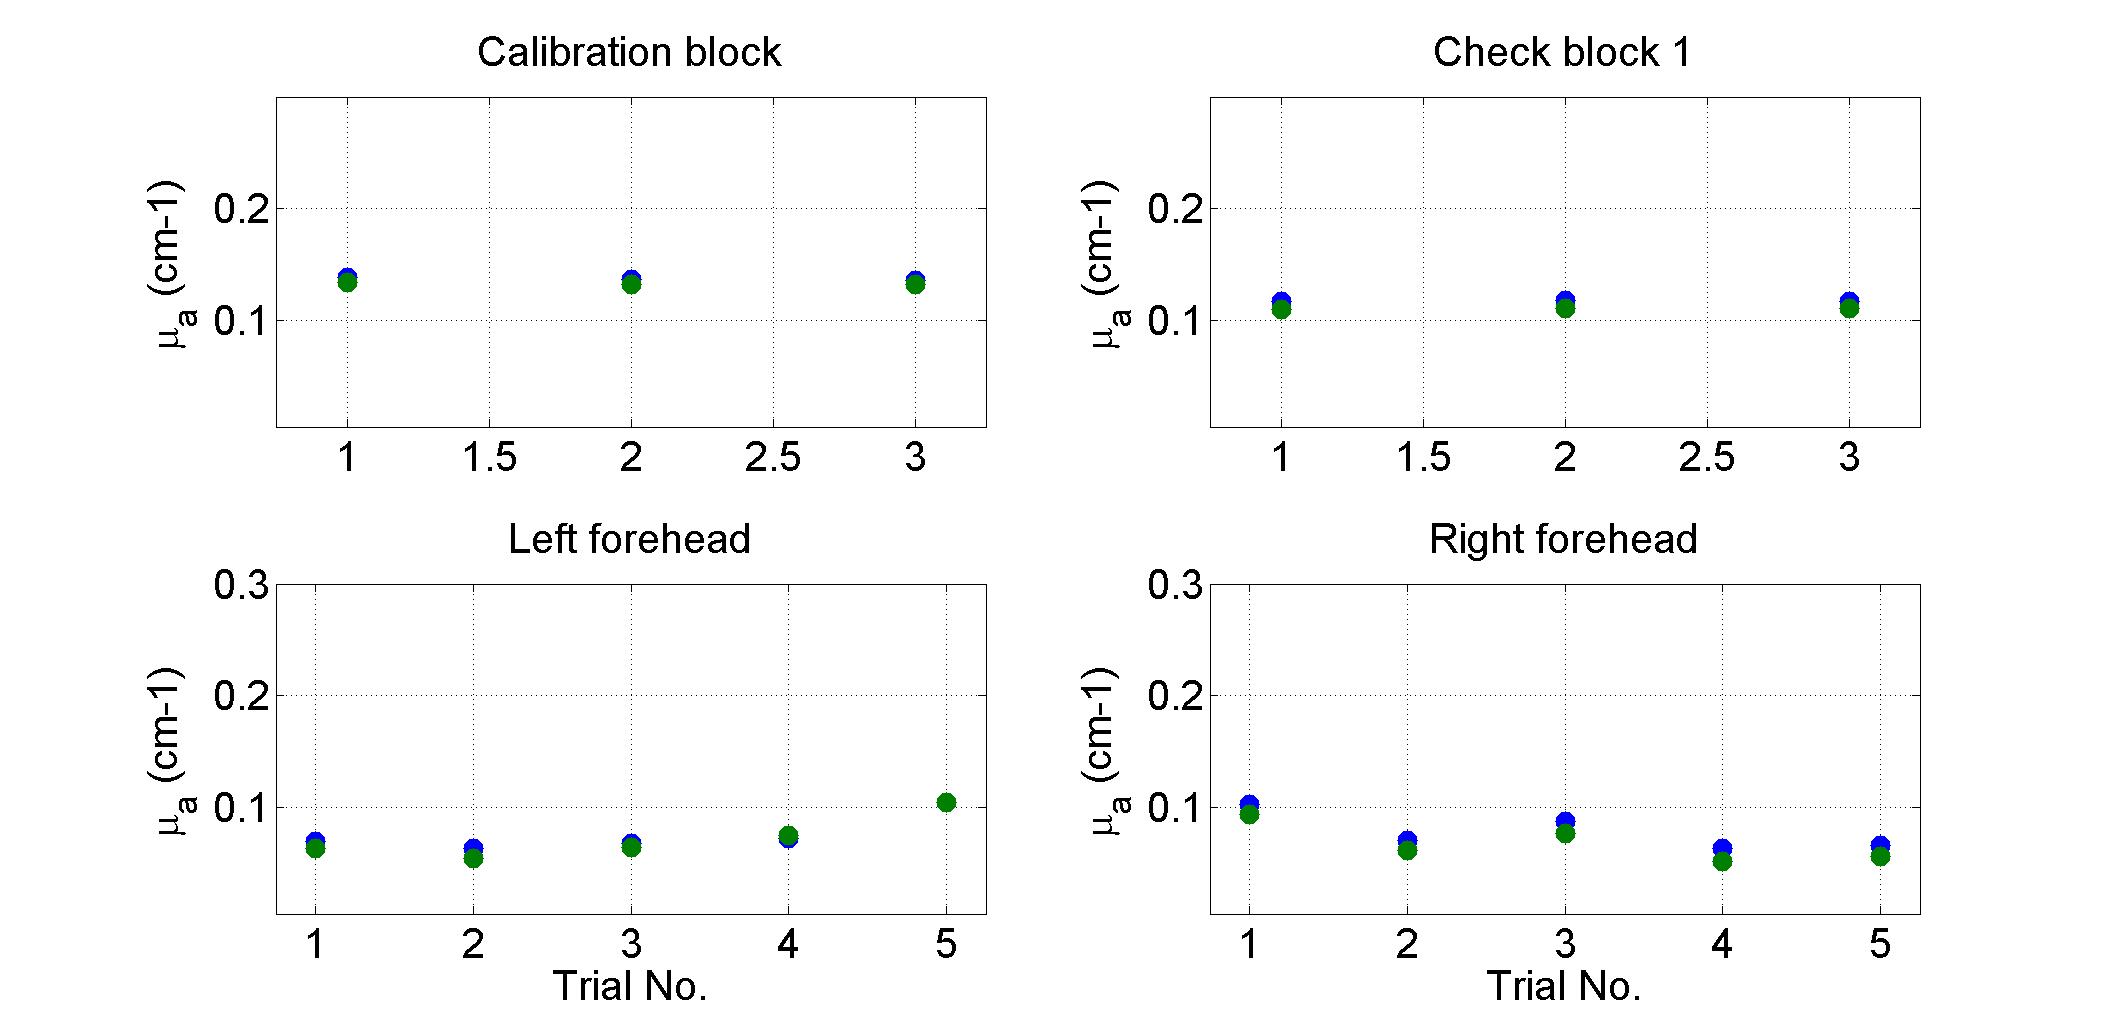 Calibration block
μa (cm-1)
0.2
0.1
1 1.5 2 2.5 3
Check block 1
μa (cm-1)
0.2
0.1
1 1.5 2 2.5 3
Left forehead
μa (cm-1)
0.3
0.2
0.1
1 2 3 4 5
Trial No.
Right forehead
μa (cm-1)
0.3
0.2
0.1
1 2 3 4 5
Trial No.